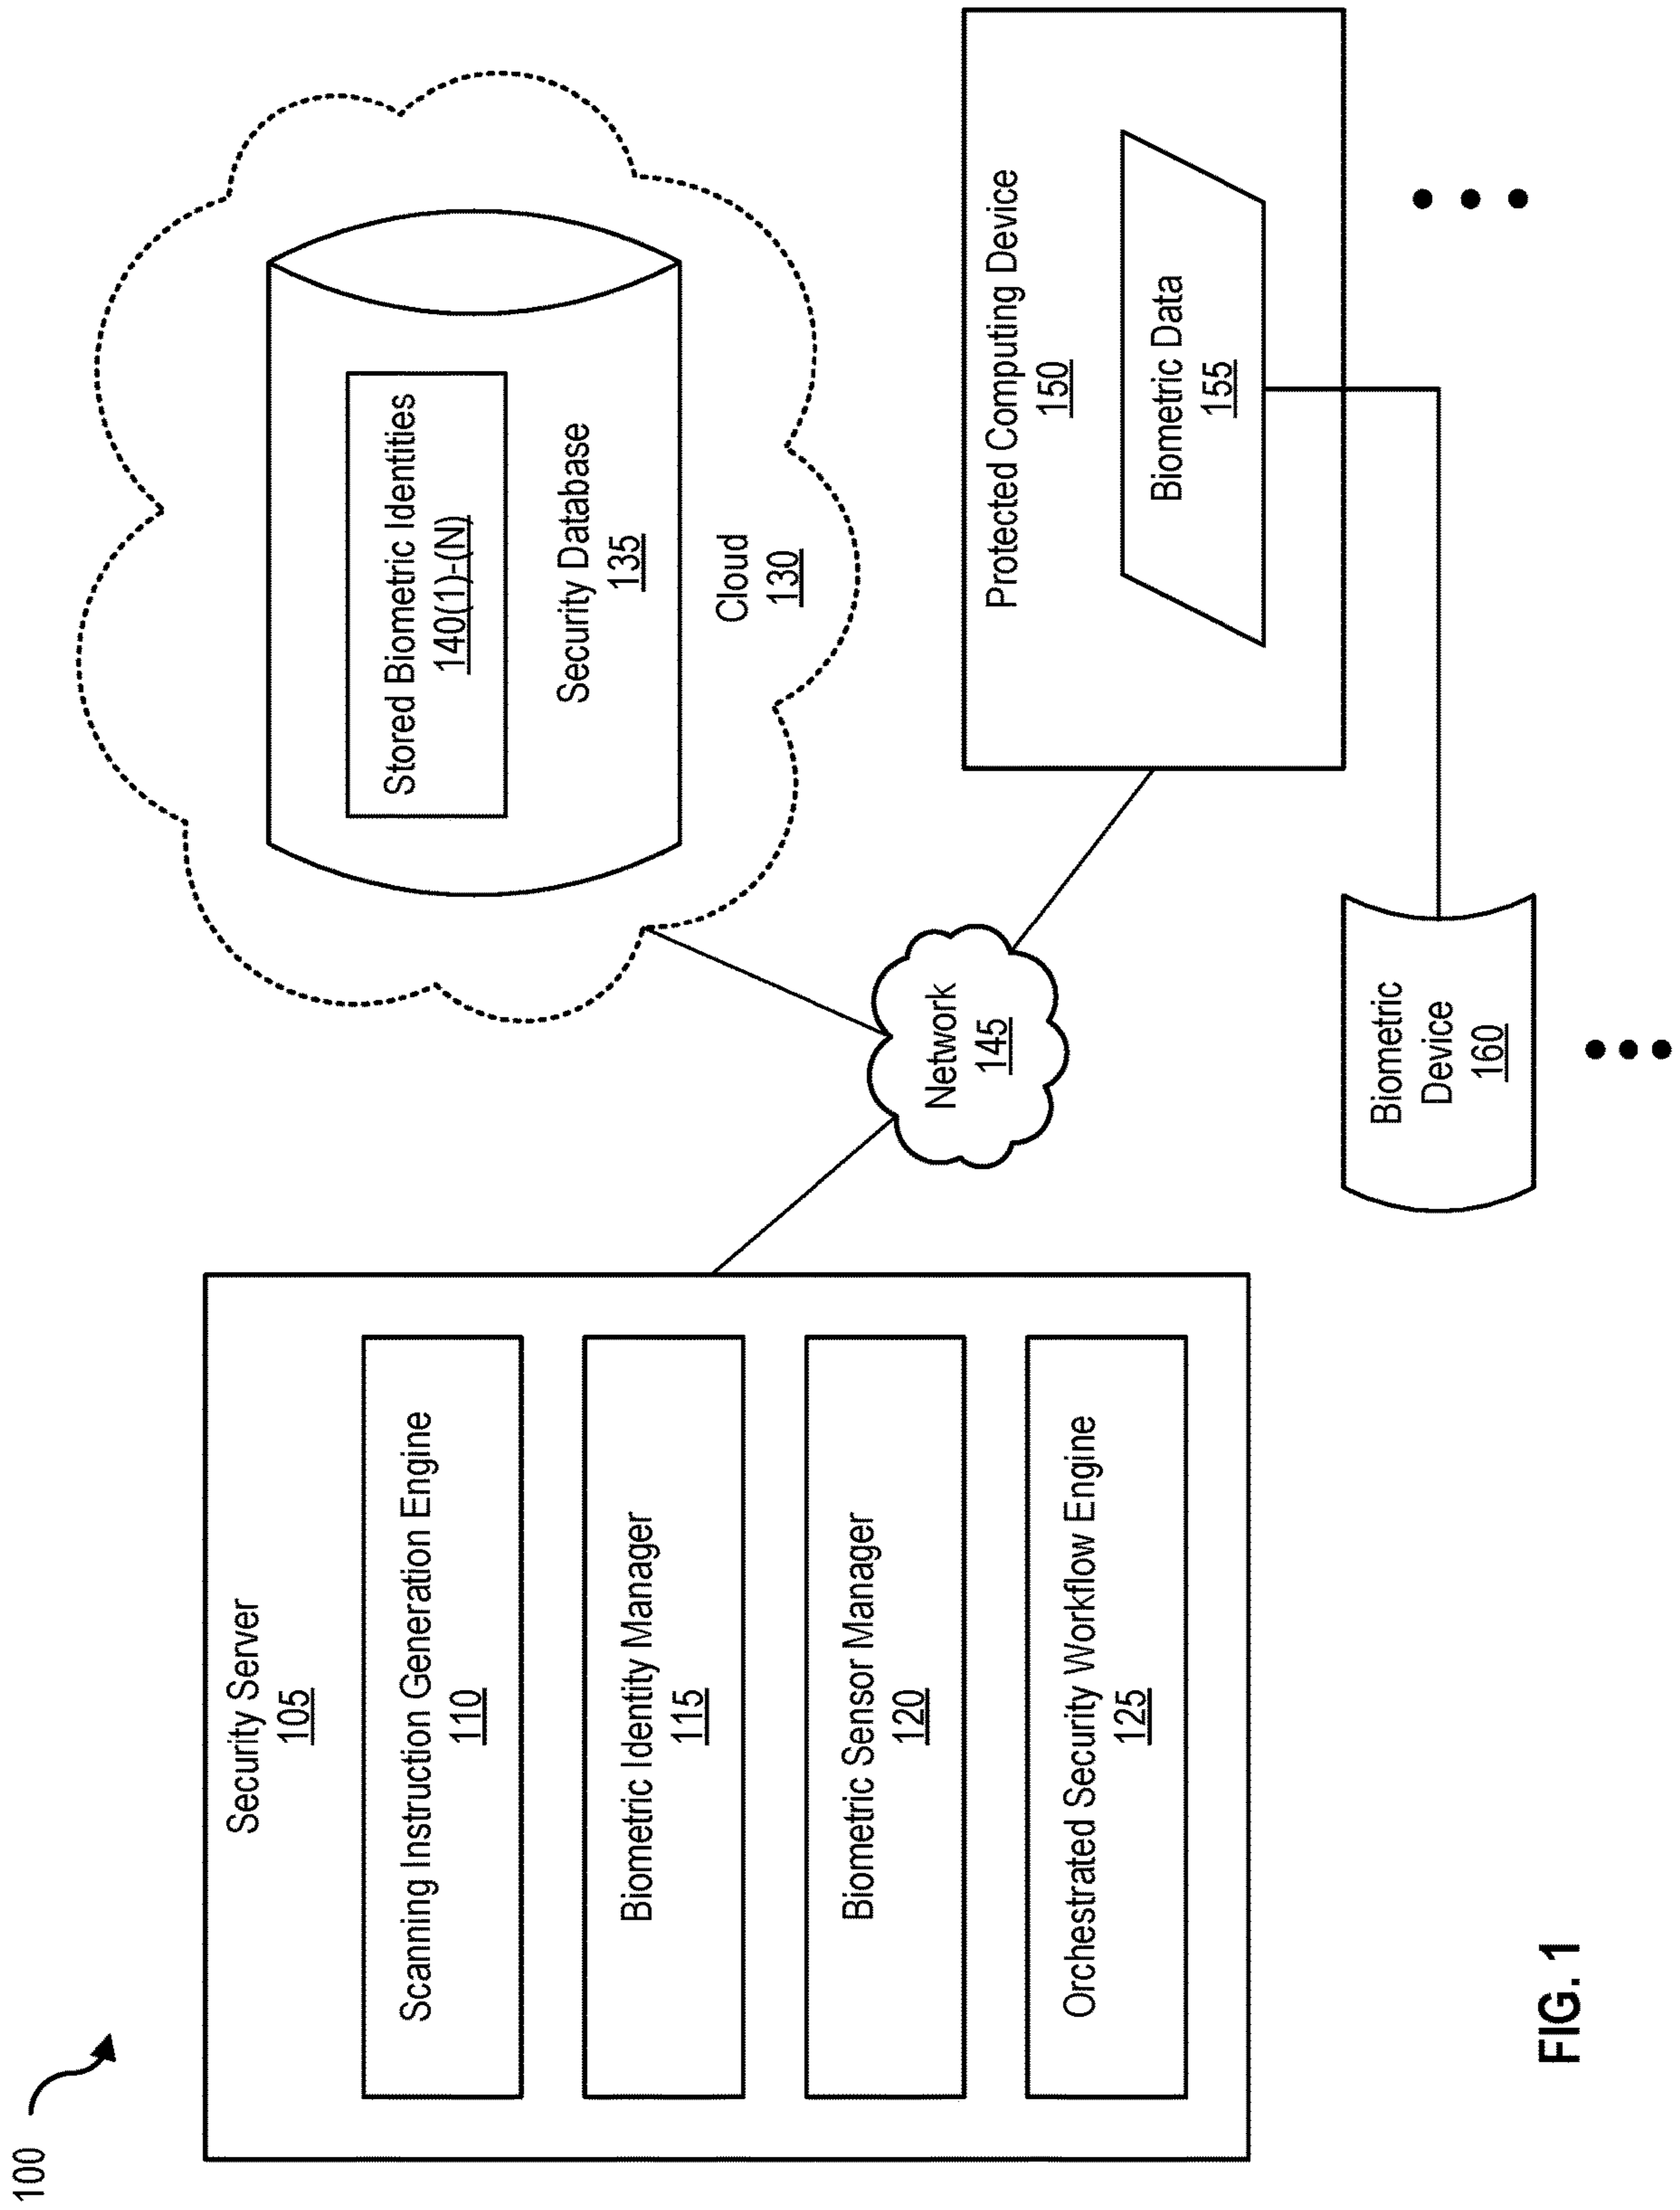 100
Security Server
105
Scanning Instruction Generation Engine
110
Biometric Identity Manager
115
Biometric Sensor Manager
120
Orchestrated Security Workflow Engine
125
Stored Biometric Identities
140(1)-(N)
Security Database
135
Cloud
130
Network
145
Protected Computing Device
150
Biometric Data
155
Biometric
Device
160
FIG. 1